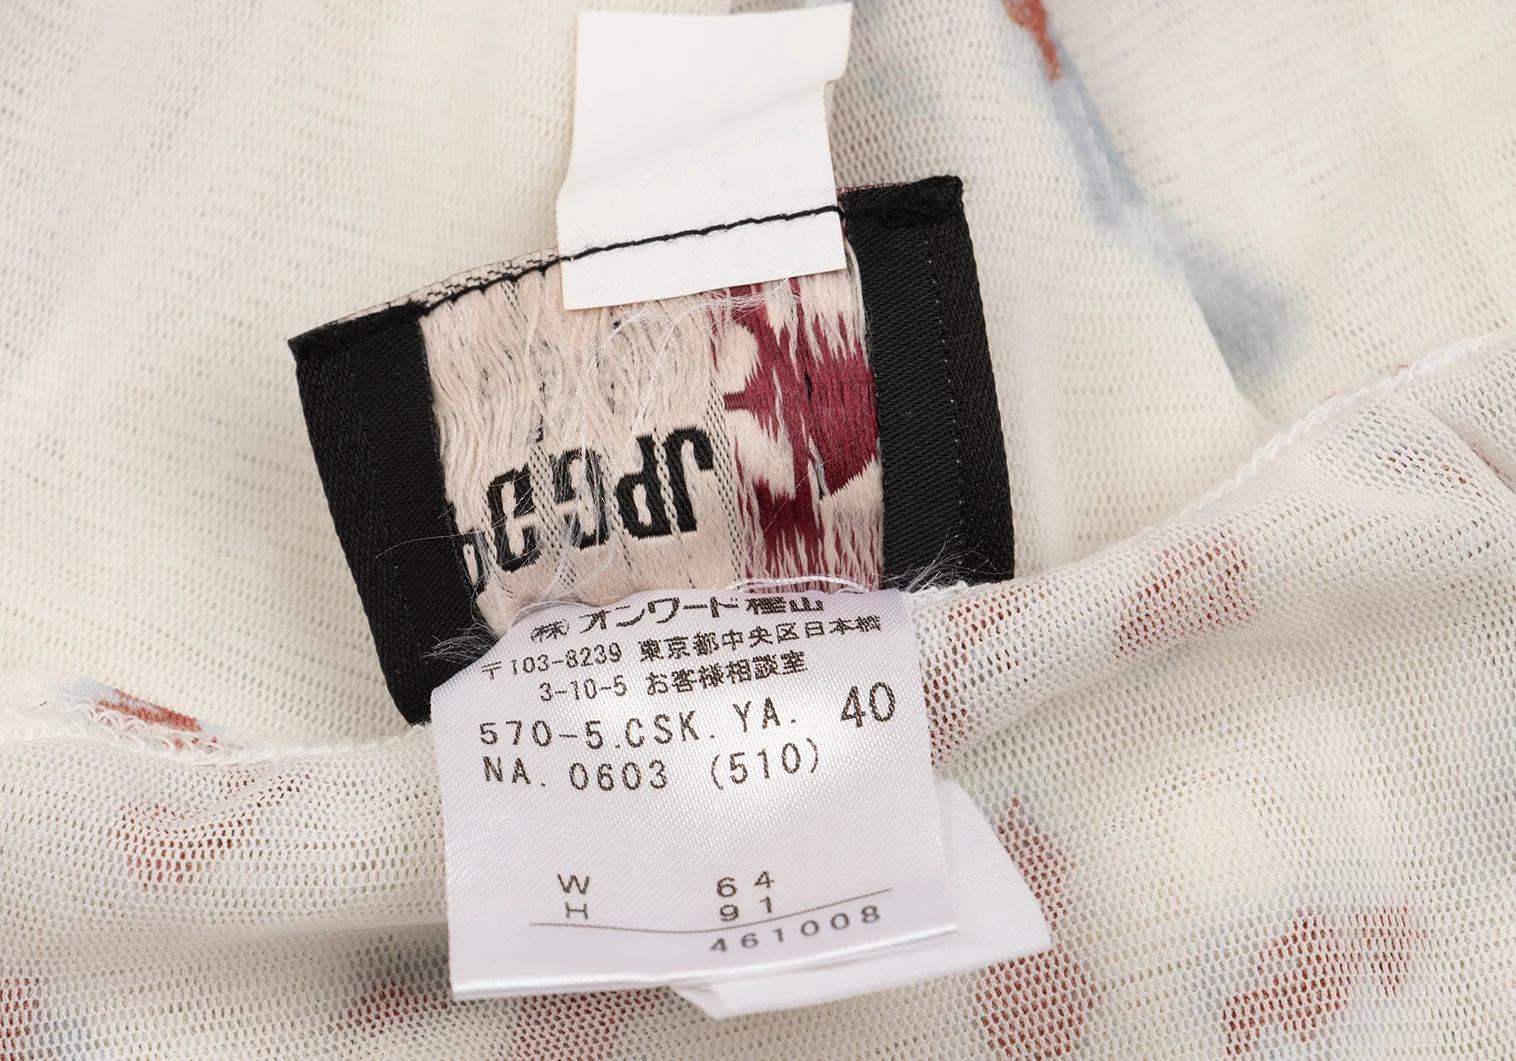 JPG
(株)オンワード樫山
〒103-8239 東京都中央区日本橋
3-10-5 お客様相談室
570-5.CSK.YA. 40
NA. 0603 (510)
W 64
H 91
461008